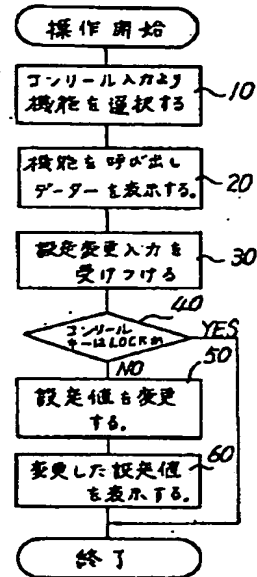 操作開始
コンソール入力より
機能を選択する
10
機能を呼び出し
データーを表示する。
20
設定変更入力を
受けつける
30
40
コンソール
キーはLOCKか
YES
NO
50
設定値を変更
する。
60
変更した設定値
を表示する。
終了